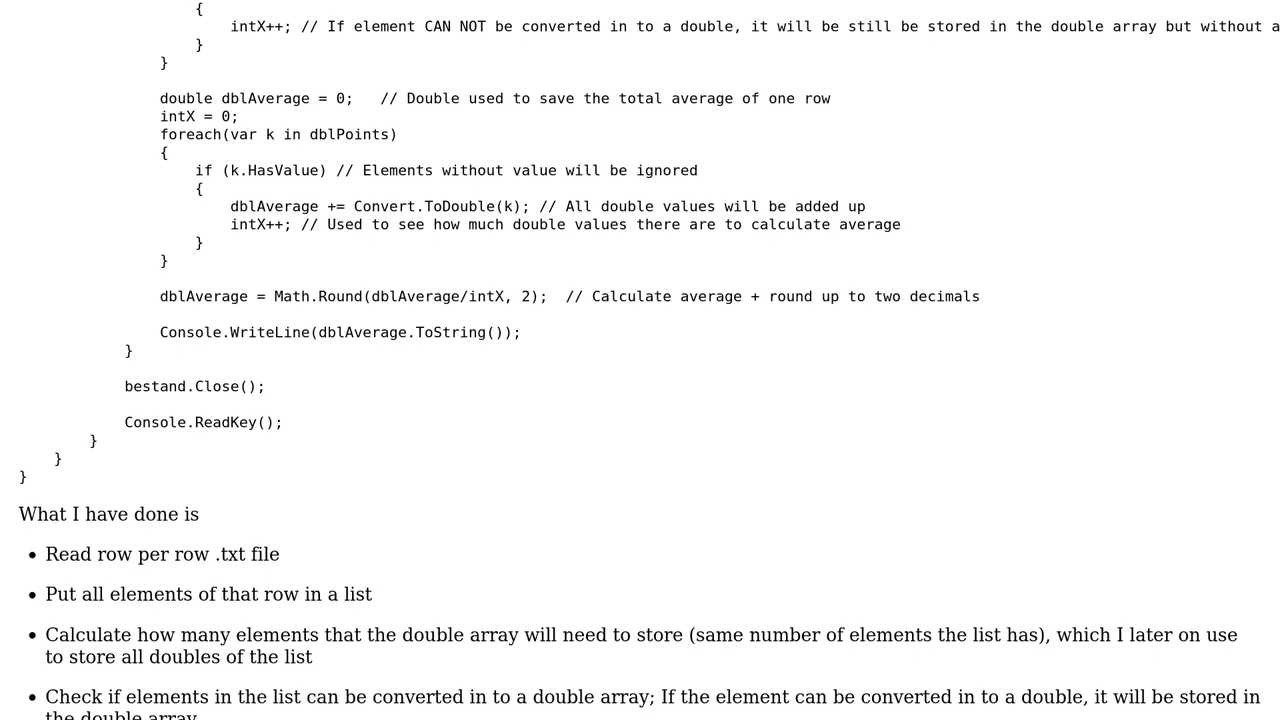 {
intX++; // If element CAN NOT be converted in to a double, it will be still be stored in the double array but without a
}
}
double dblAverage = 0;   // Double used to save the total average of one row
intX = 0;
foreach(var k in dblPoints)
{
if (k.HasValue) // Elements without value will be ignored
{
dblAverage += Convert.ToDouble(k); // All double values will be added up
intX++; // Used to see how much double values there are to calculate average
}
}
dblAverage = Math.Round(dblAverage/intX, 2);  // Calculate average + round up to two decimals
Console.WriteLine(dblAverage.ToString());
}
bestand.Close();
Console.ReadKey();
}
}
}
What I have done is
• Read row per row .txt file
• Put all elements of that row in a list
• Calculate how many elements that the double array will need to store (same number of elements the list has), which I later on use
to store all doubles of the list
• Check if elements in the list can be converted in to a double array; If the element can be converted in to a double, it will be stored in
the double array